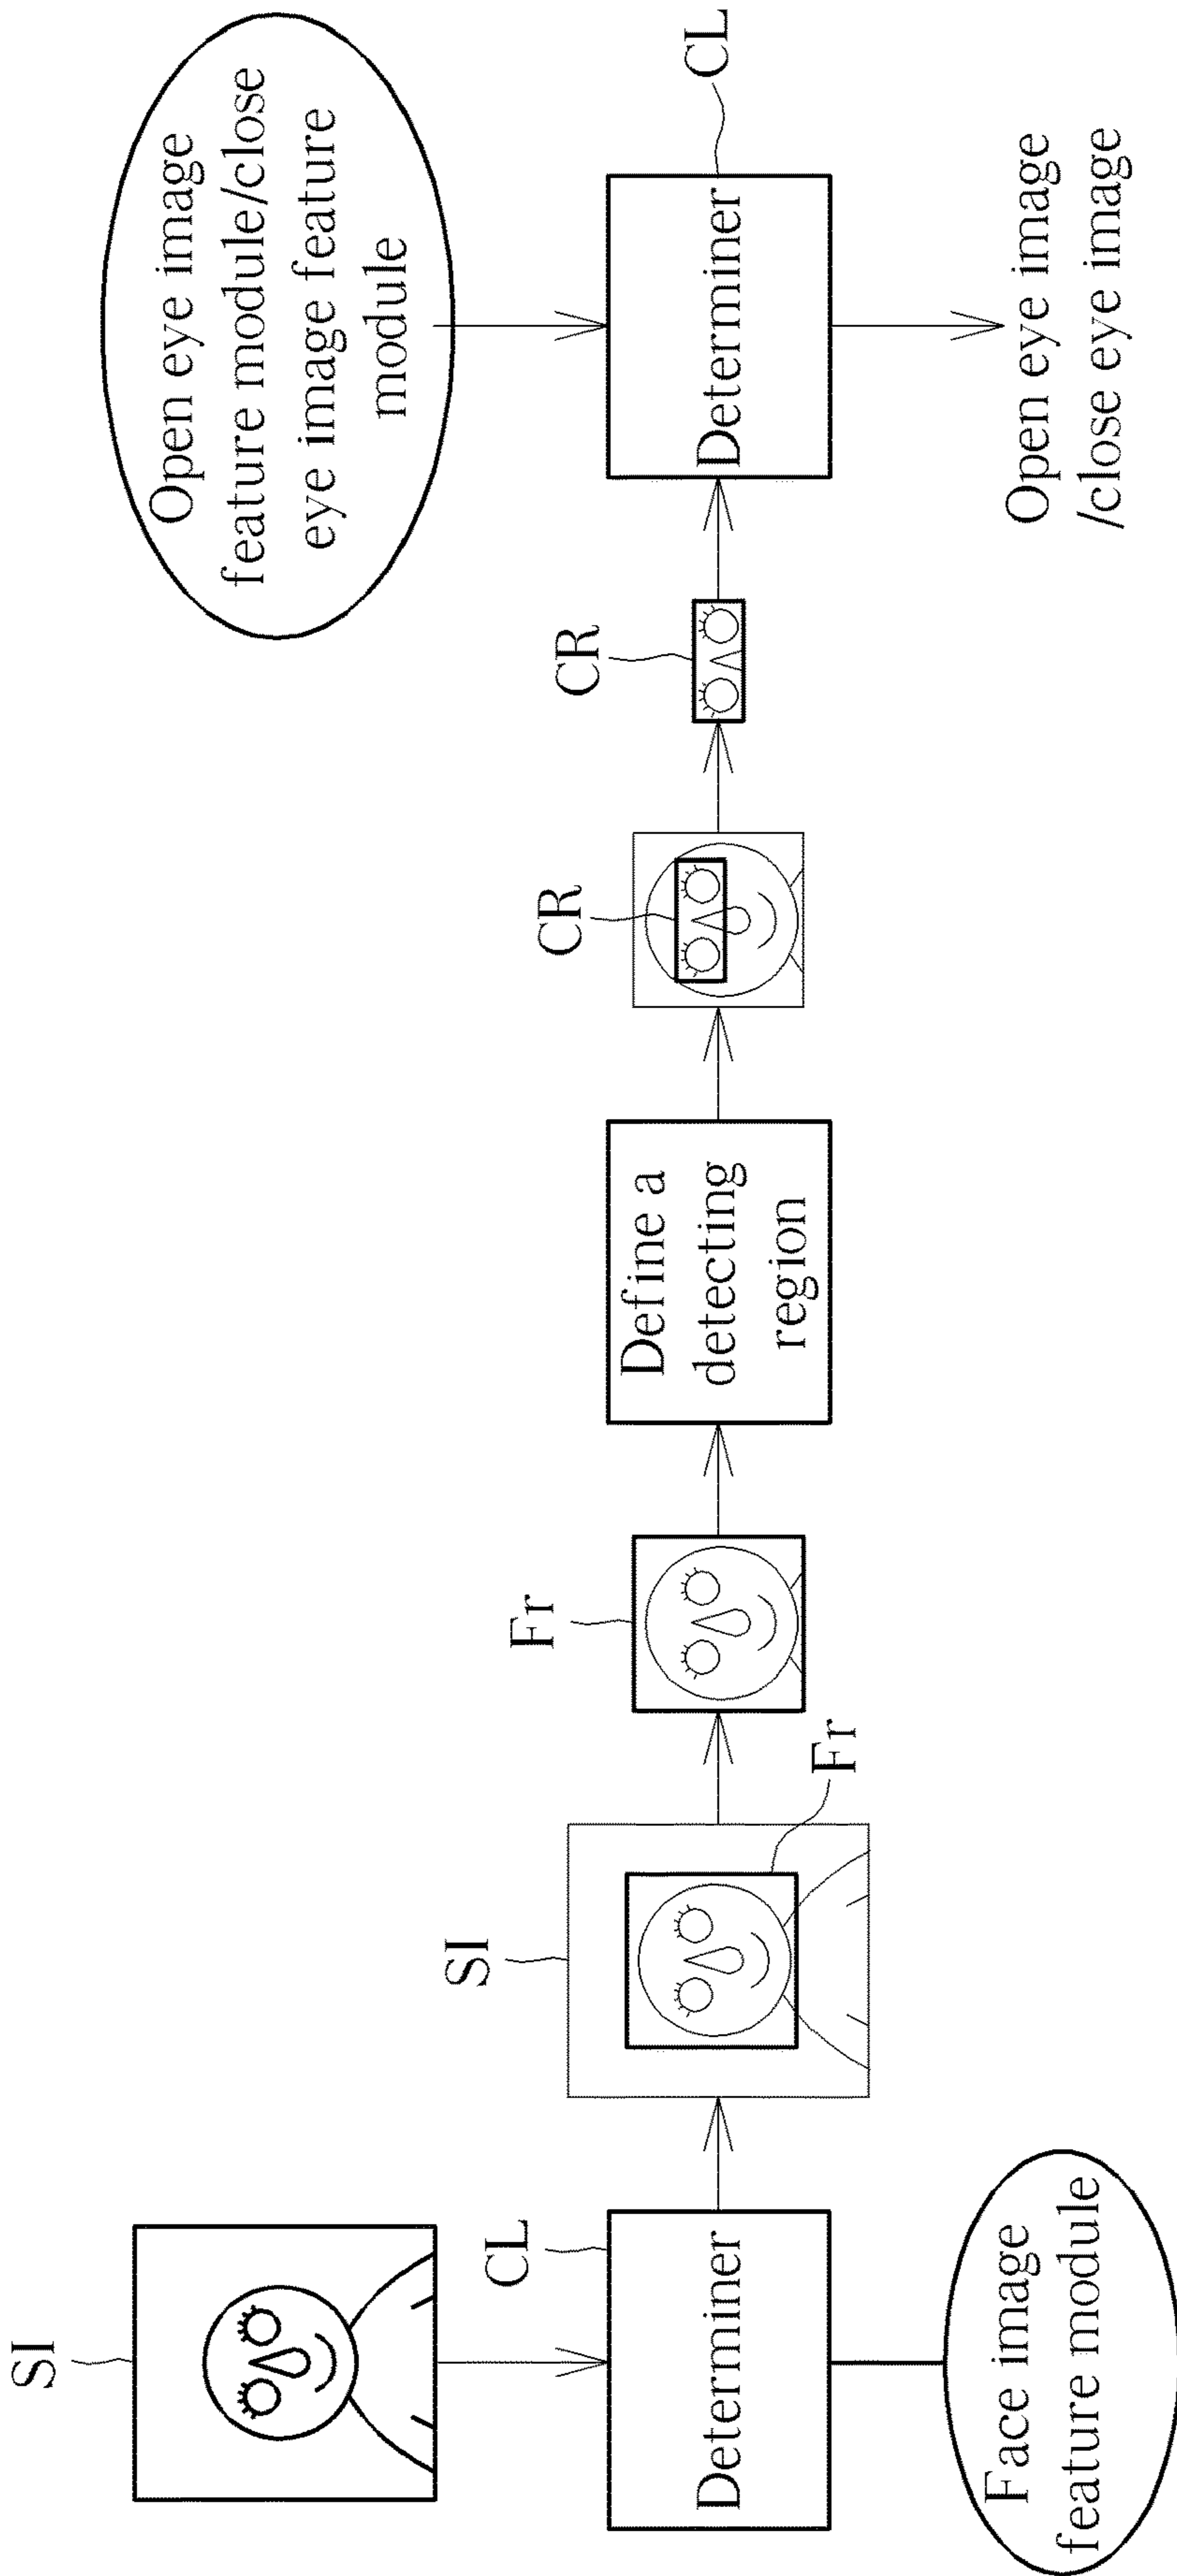 SI
CL
Determiner
Face image
feature module
SI
Fr
Fr
Define a
detecting
region
CR
CR
Open eye image
feature module/close
eye image feature
module
CL
Determiner
Open eye image
/close eye image